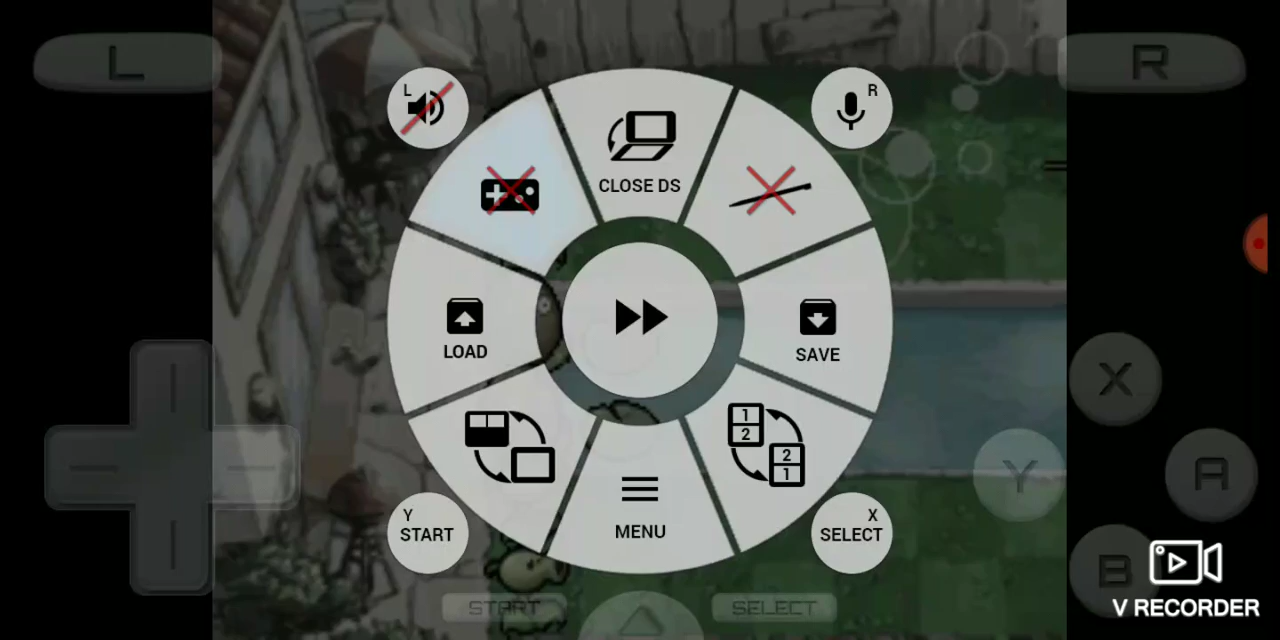 L
R
L
R
CLOSE DS
LOAD
SAVE
1
2
2
1
X
Y
A
MENU
Y
START
X
SELECT
B
START
SELECT
V RECORDER